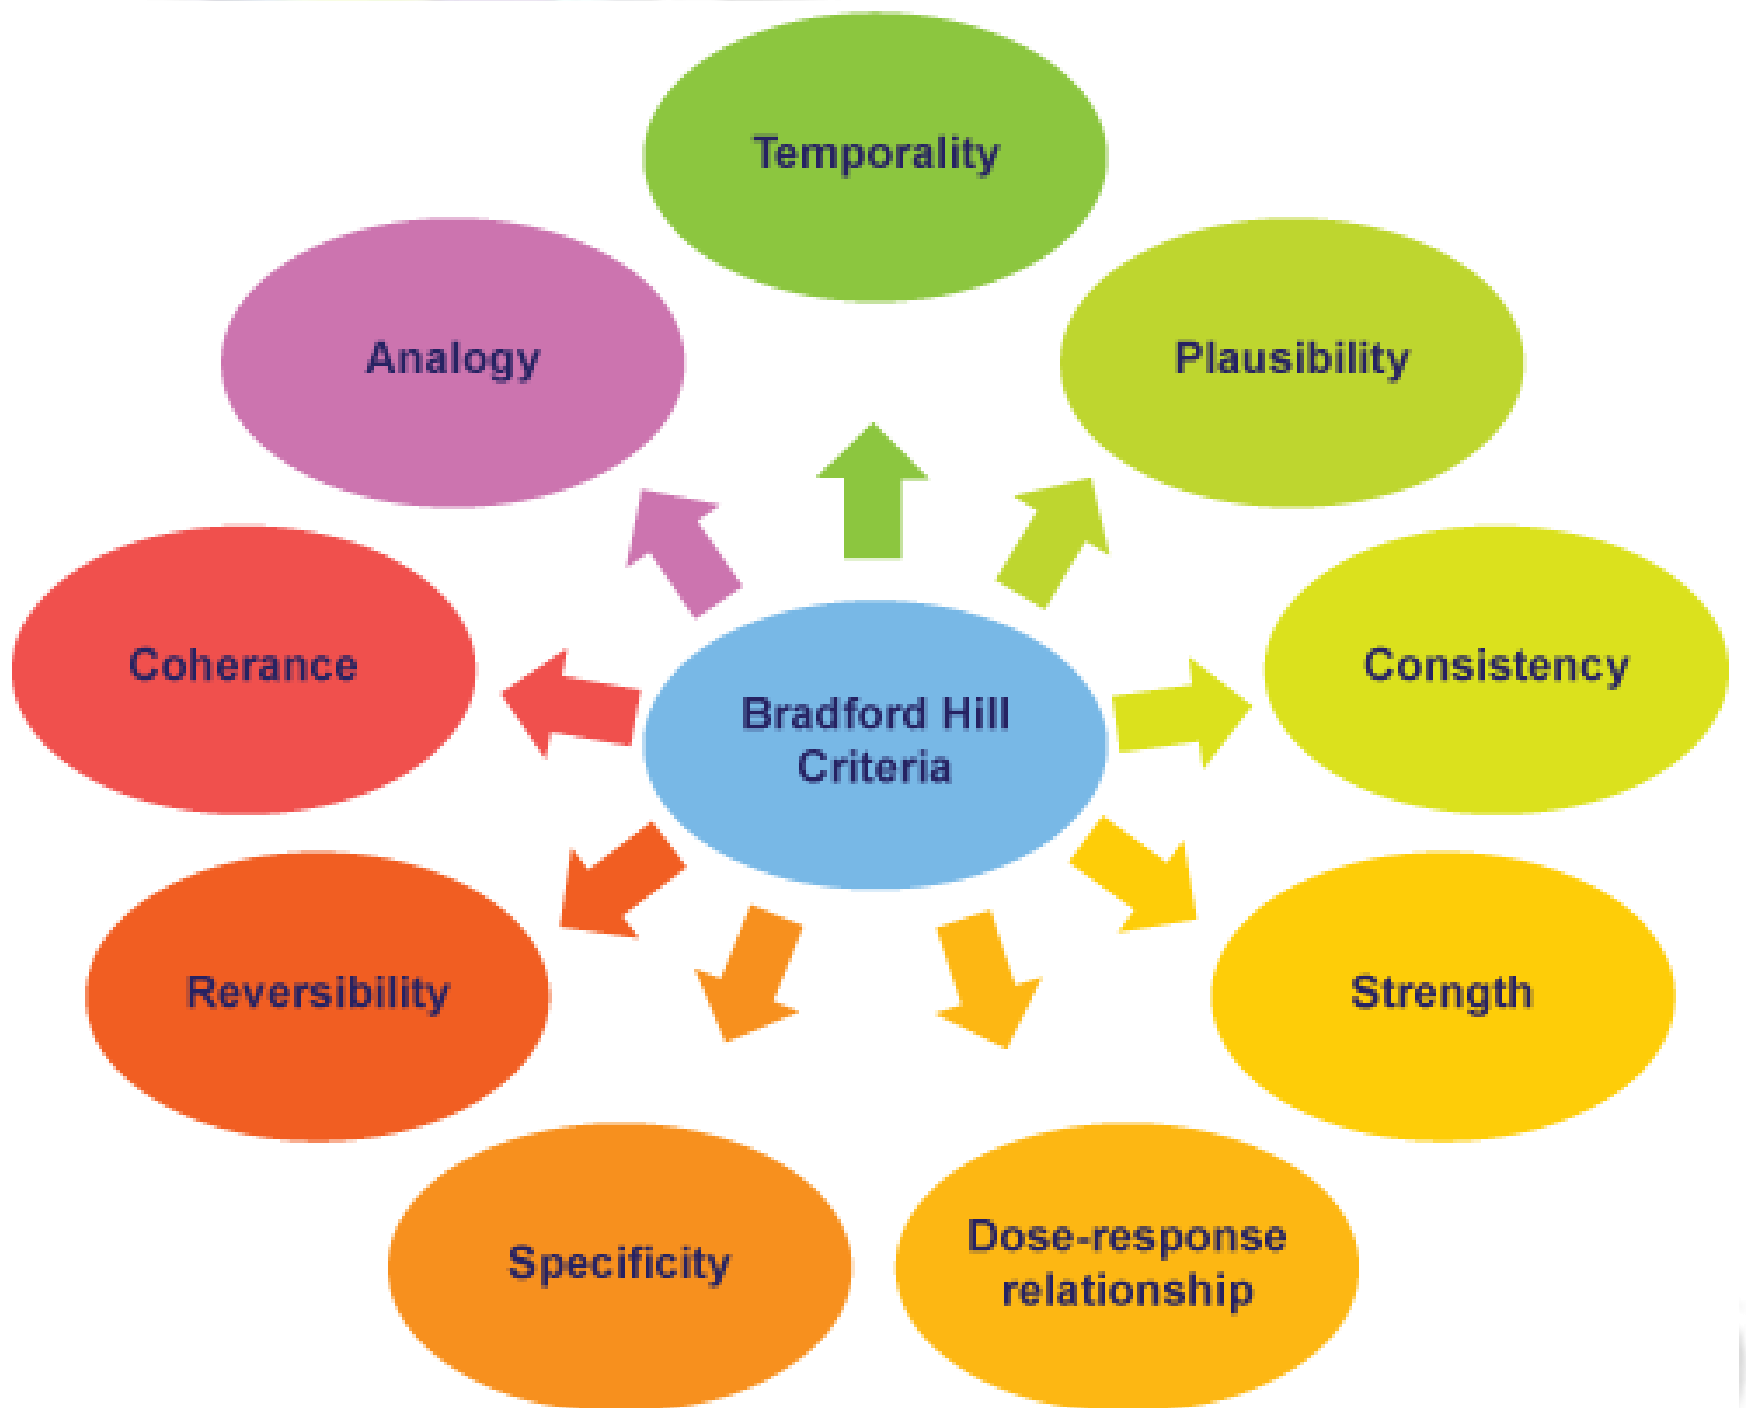 Temporality
Analogy
Plausibility
Coherance
Consistency
Bradford Hill
Criteria
Reversibility
Strength
Specificity
Dose-response
relationship